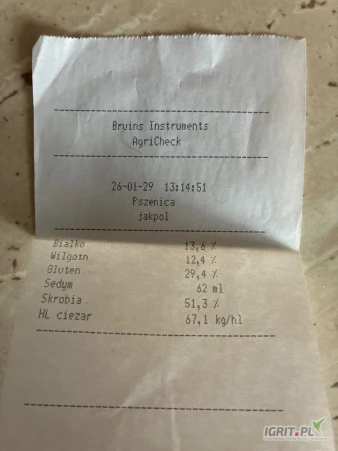 Bruins Instruments
AgriCheck
26-01-29 13:14:51
Pszenica
jakpol
Bialko 13,6 %
Wilgotn 12,4 %
Gluten 29,4 %
Sedym 62 ml
Skrobia 51,3 %
HL ciezar 67,1 kg/hl
IGRIT.PL